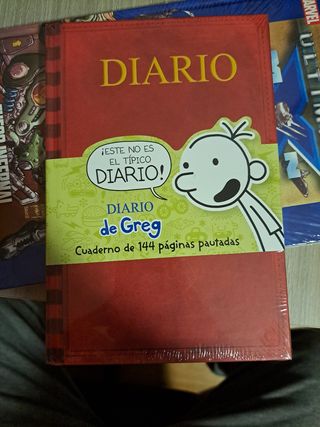 DIARIO
¡ESTE NO ES
EL TÍPICO
DIARIO!
DIARIO
de Greg
Cuaderno de 144 páginas pautadas
MARVEL